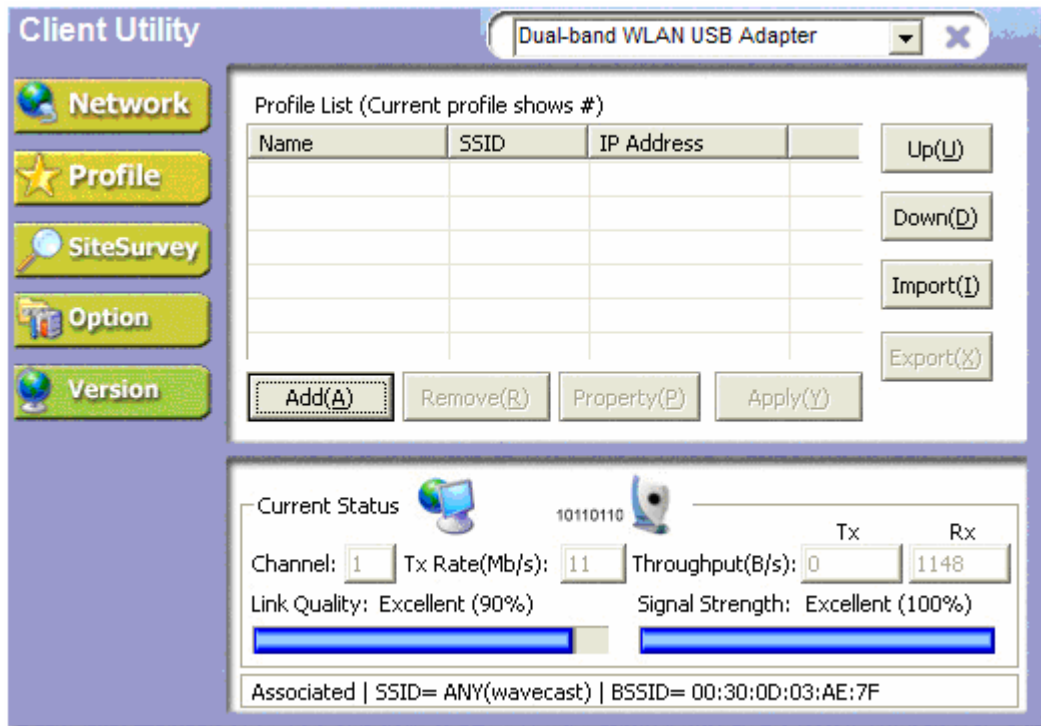 Client Utility
Dual-band WLAN USB Adapter
Network
Profile
SiteSurvey
Option
Version
Profile List (Current profile shows #)
Name SSID IP Address
Up(U)
Down(D)
Import(I)
Export(X)
Add(A) Remove(R) Property(P) Apply(Y)
Current Status 10110110
Tx Rx
Channel: 1 Tx Rate(Mb/s): 11 Throughput(B/s): 0 1148
Link Quality: Excellent (90%) Signal Strength: Excellent (100%)
Associated | SSID= ANY(wavecast) | BSSID= 00:30:0D:03:AE:7F